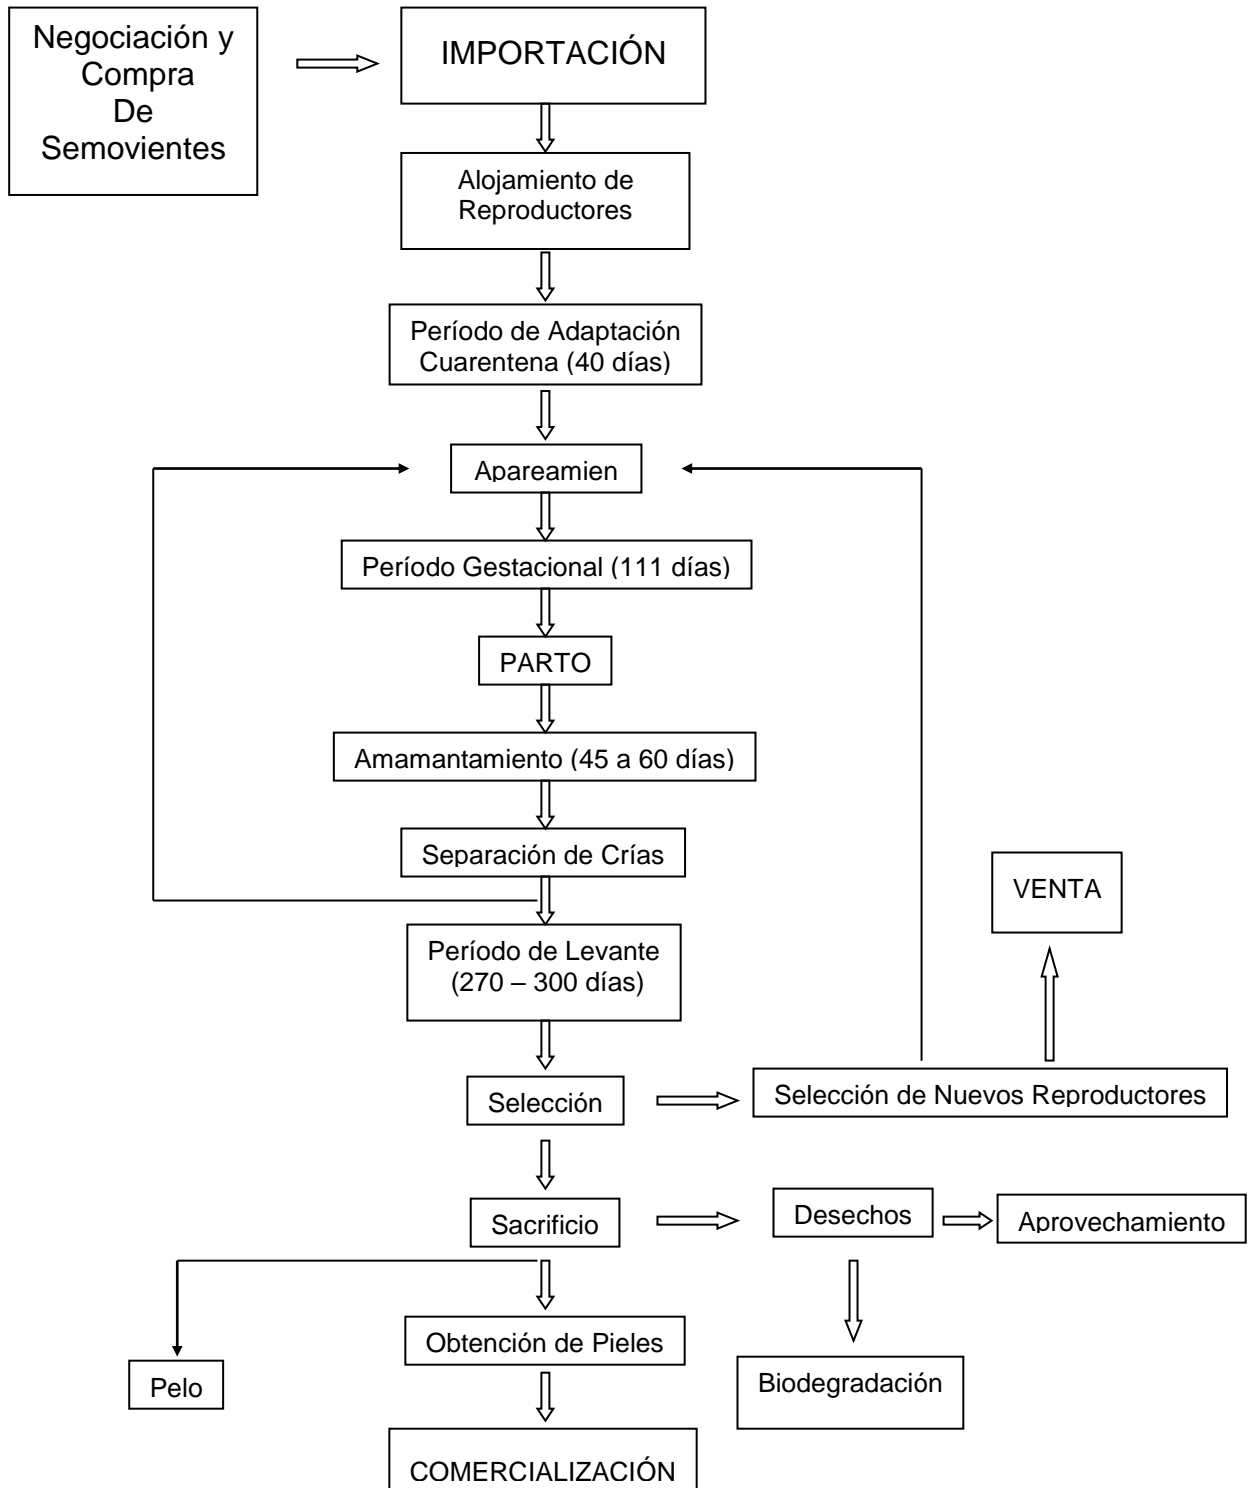 Negociación y
Compra
De
Semovientes
IMPORTACIÓN
Alojamiento de
Reproductores
Período de Adaptación
Cuarentena (40 días)
Apareamien
Período Gestacional (111 días)
PARTO
Amamantamiento (45 a 60 días)
Separación de Crías
VENTA
Período de Levante
(270 – 300 días)
Selección
Selección de Nuevos Reproductores
Sacrificio
Desechos
Aprovechamiento
Obtención de Pieles
Pelo
Biodegradación
COMERCIALIZACIÓN